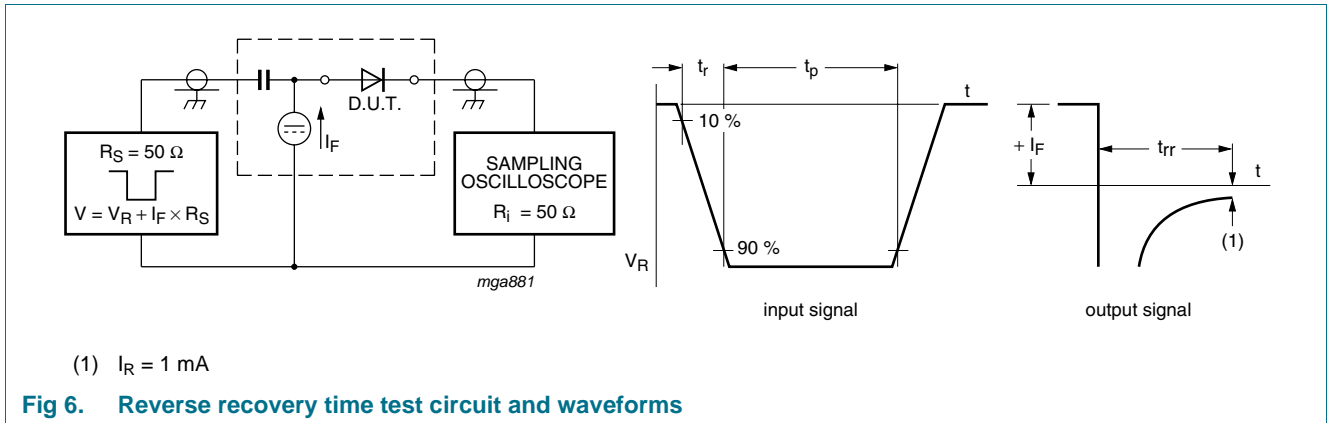 R_S = 50 Ω
V = V_R + I_F × R_S
D.U.T.
I_F
SAMPLING
OSCILLOSCOPE
R_i = 50 Ω
mga881
t_r
t_p
t
10 %
90 %
V_R
input signal
+ I_F
t_rr
t
(1)
output signal
(1) I_R = 1 mA
Fig 6. Reverse recovery time test circuit and waveforms